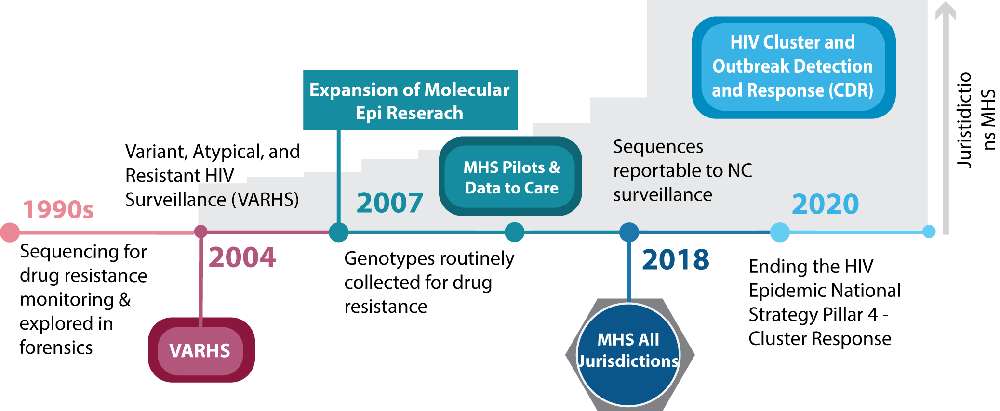 1990s
Sequencing for
drug resistance
monitoring &
explored in
forensics
Variant, Atypical, and
Resistant HIV
Surveillance (VARHS)
2004
VARHS
Expansion of Molecular
Epi Reserach
2007
Genotypes routinely
collected for drug
resistance
MHS Pilots &
Data to Care
Sequences
reportable to NC
surveillance
2018
MHS All
Jurisdictions
HIV Cluster and
Outbreak Detection
and Response (CDR)
2020
Ending the HIV
Epidemic National
Strategy Pillar 4 -
Cluster Response
Juristidictio
ns MHS